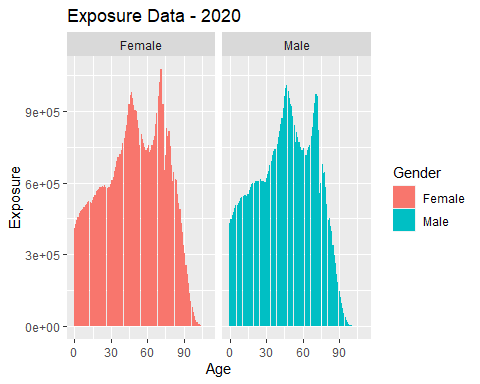 Exposure Data - 2020
Female
Male
9e+05
6e+05
3e+05
0e+00
Exposure
0 30 60 90
0 30 60 90
Age
Gender
Female
Male